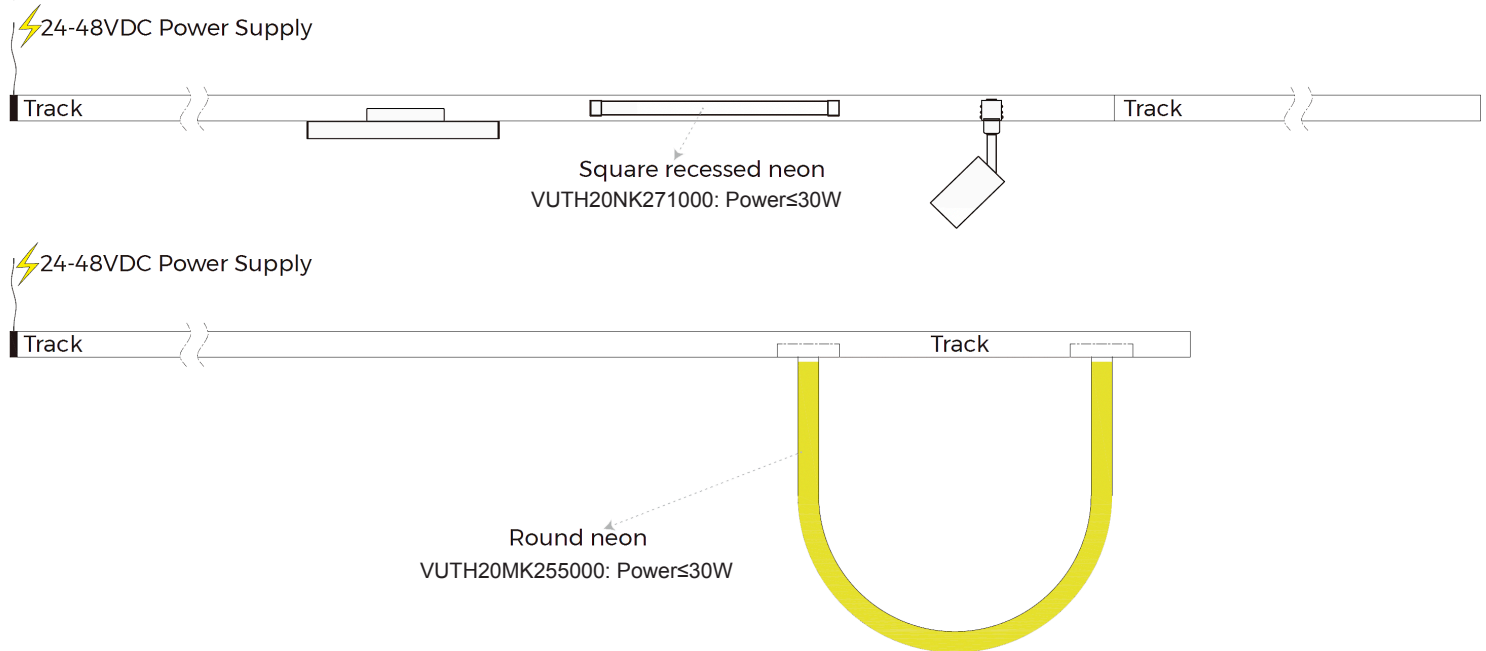 24-48VDC Power Supply
Track
Track
Square recessed neon
VUTH20NK271000: Power≤30W
24-48VDC Power Supply
Track
Track
Round neon
VUTH20MK255000: Power≤30W